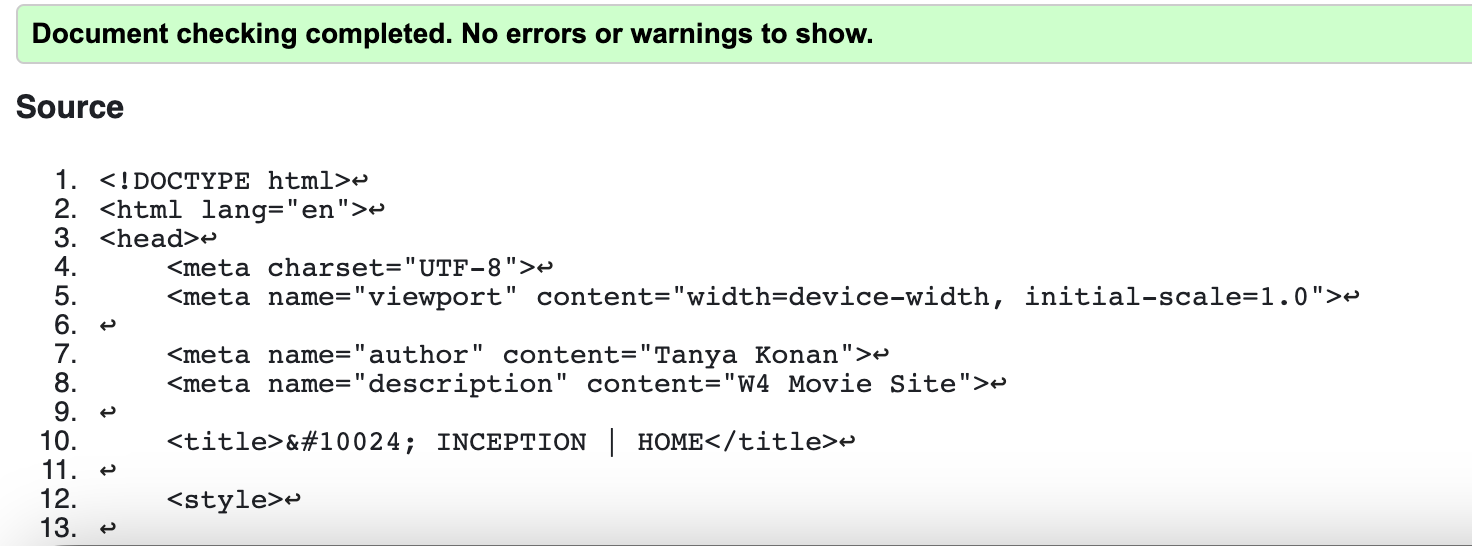 Document checking completed. No errors or warnings to show.
Source
1. <!DOCTYPE html>↩
2. <html lang="en">↩
3. <head>↩
4.     <meta charset="UTF-8">↩
5.     <meta name="viewport" content="width=device-width, initial-scale=1.0">↩
6. ↩
7.     <meta name="author" content="Tanya Konan">↩
8.     <meta name="description" content="W4 Movie Site">↩
9. ↩
10.     <title>&#10024; INCEPTION | HOME</title>↩
11. ↩
12.     <style>↩
13. ↩